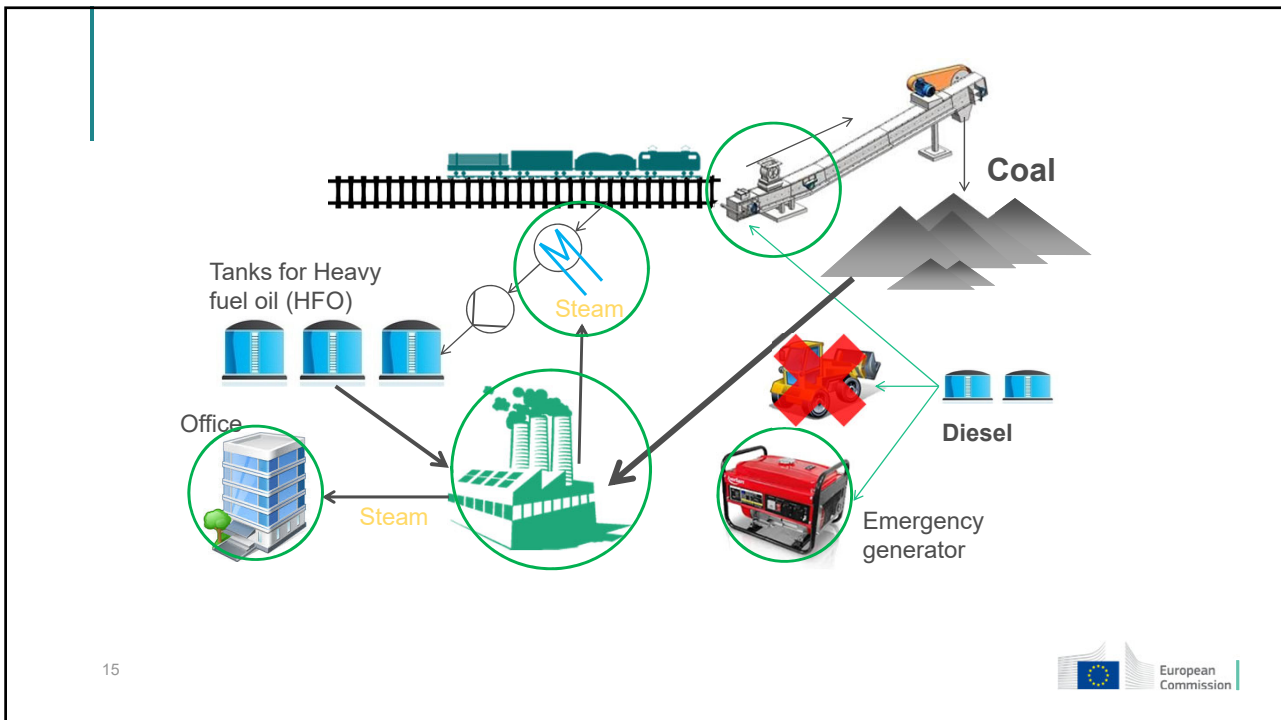 Coal
Tanks for Heavy
fuel oil (HFO)
Steam
Office
Steam
Diesel
Emergency
generator
15
European
Commission